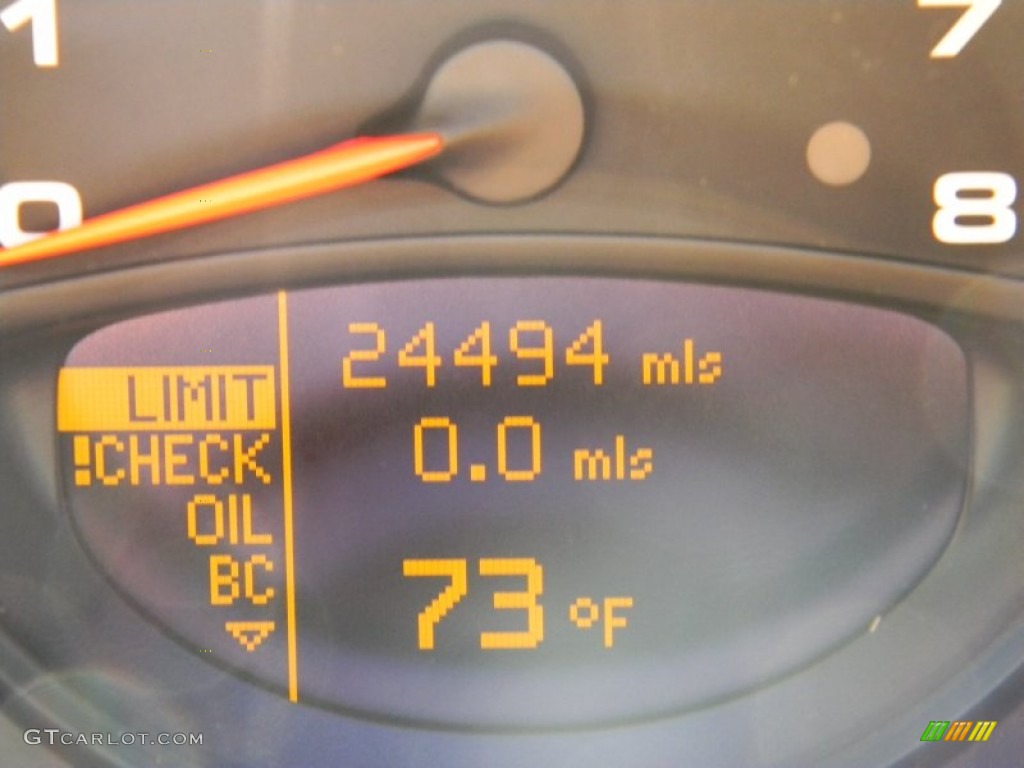 1 7
0 8
24494 mls
LIMIT
!CHECK 0.0 mls
OIL
BC 73 °F
GTCARLOT.COM